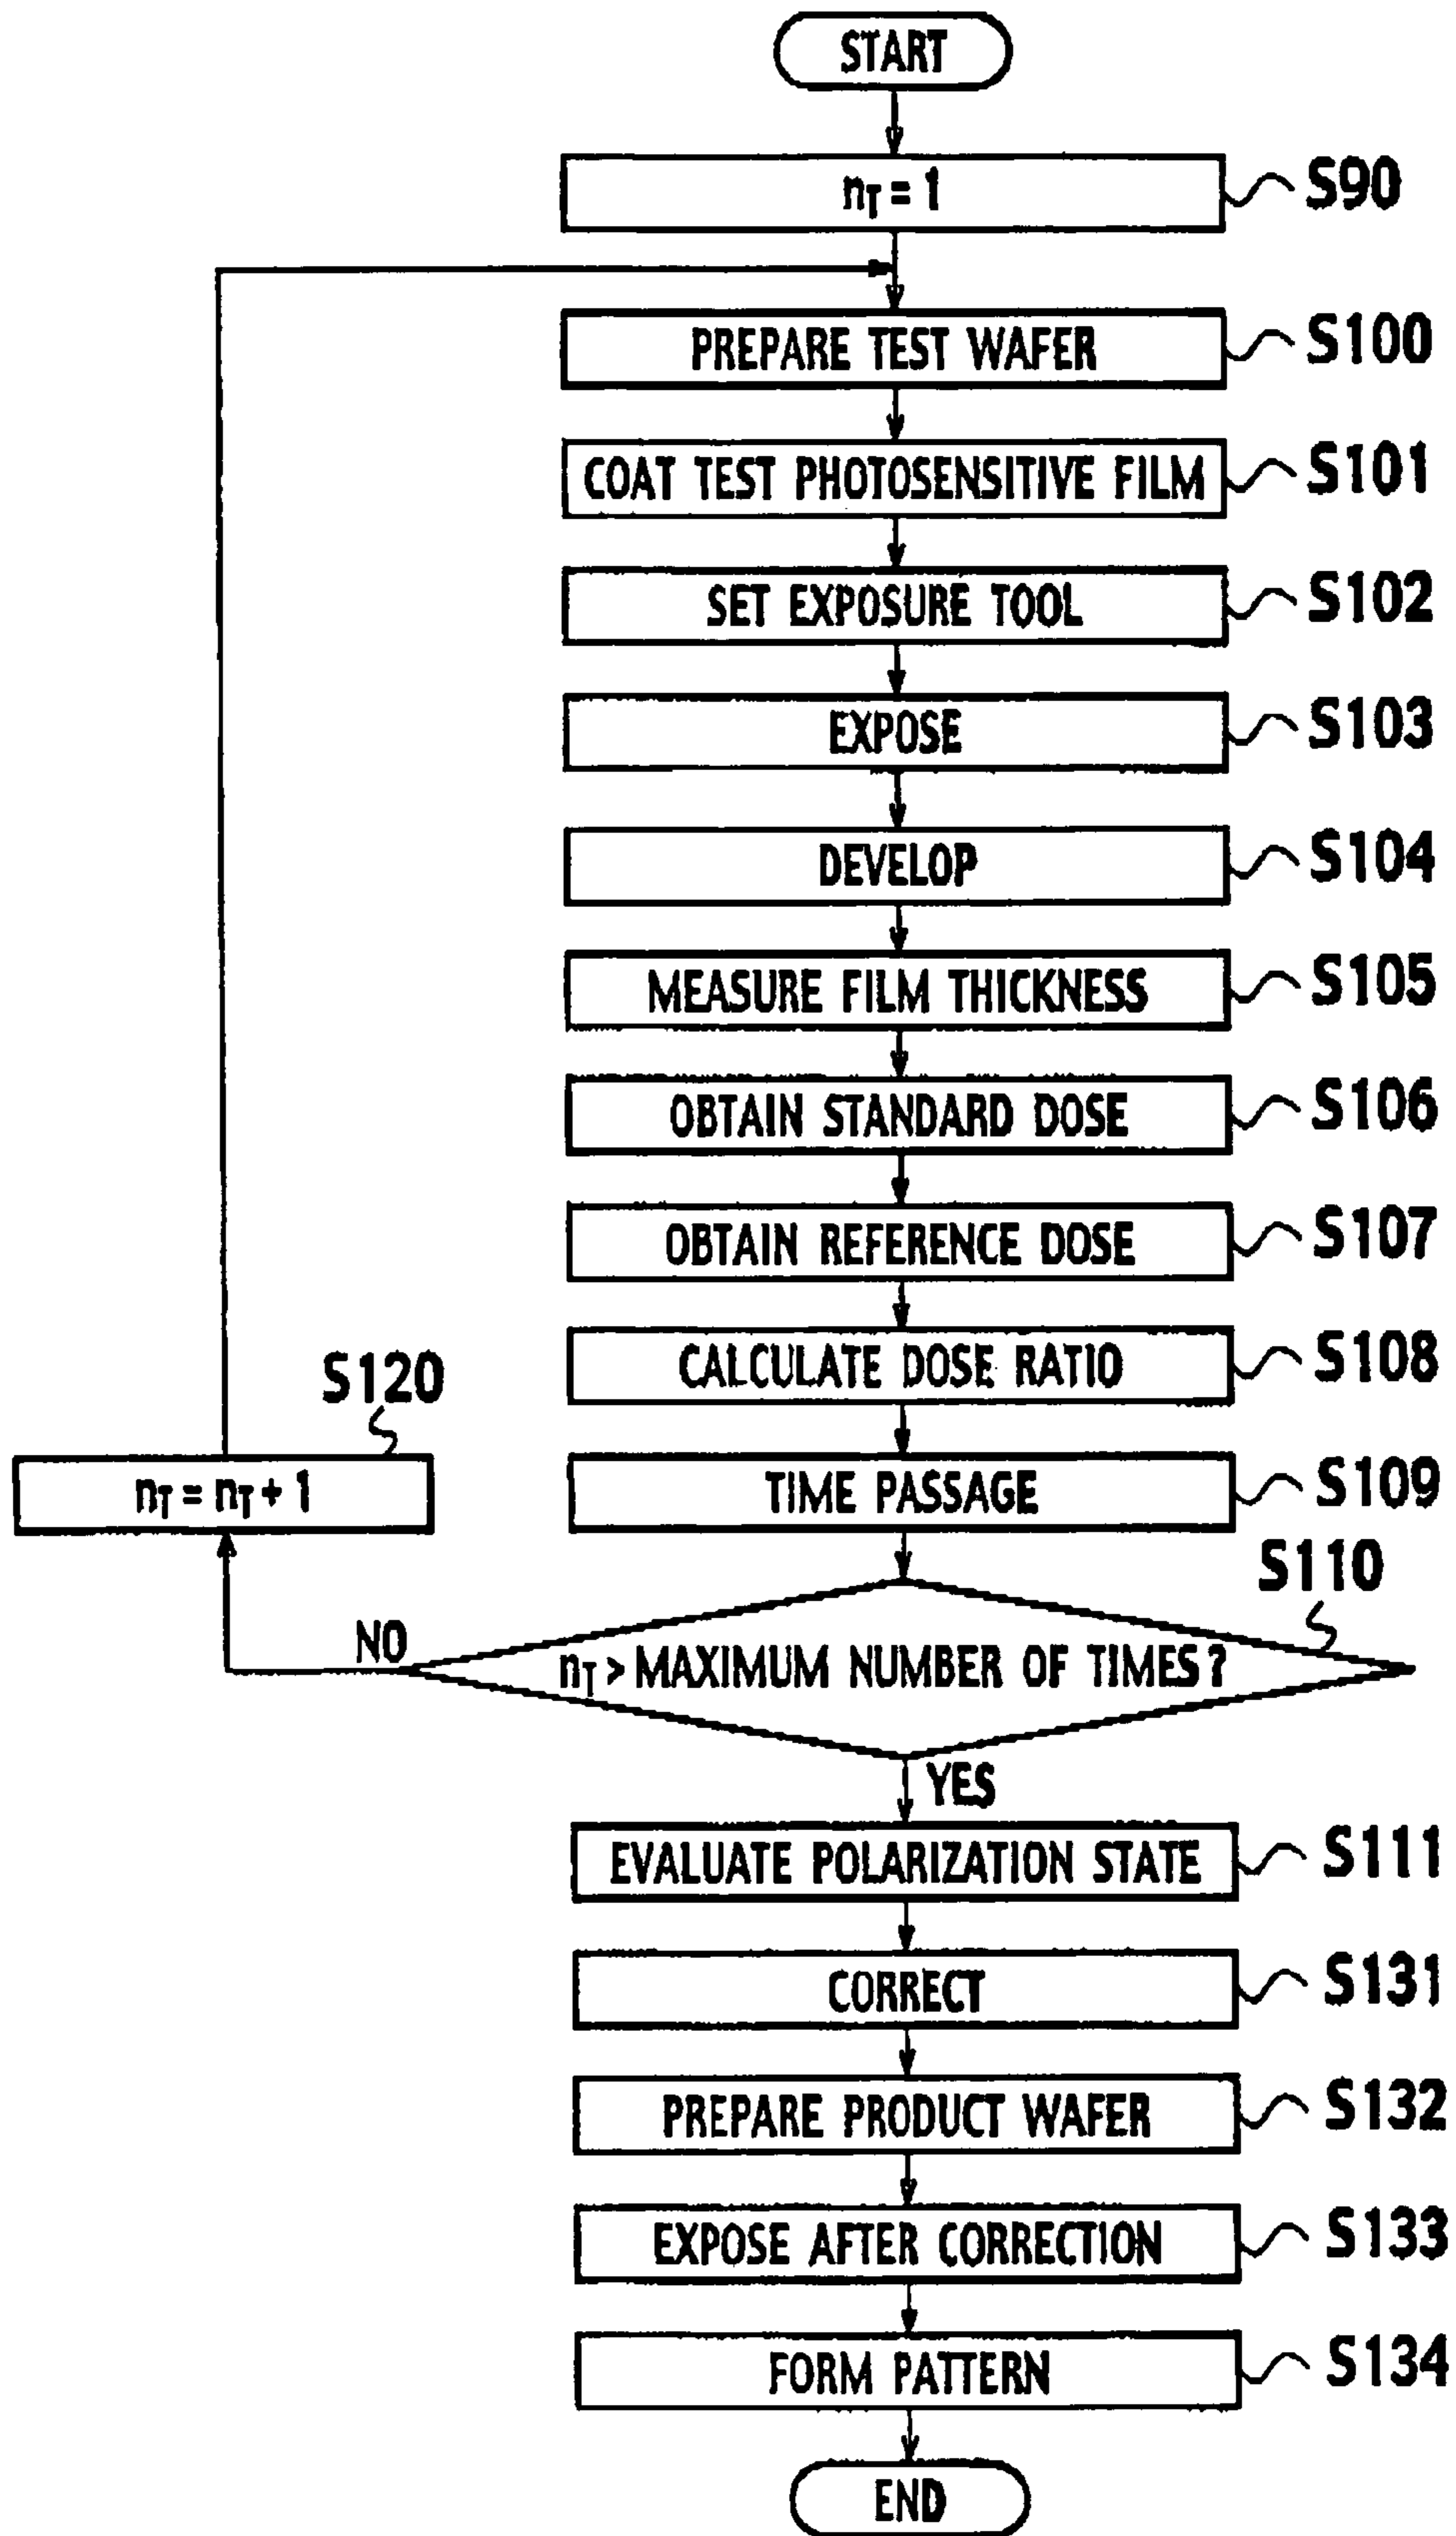 START
nT = 1
S90
PREPARE TEST WAFER
S100
COAT TEST PHOTOSENSITIVE FILM
S101
SET EXPOSURE TOOL
S102
EXPOSE
S103
DEVELOP
S104
MEASURE FILM THICKNESS
S105
OBTAIN STANDARD DOSE
S106
OBTAIN REFERENCE DOSE
S107
CALCULATE DOSE RATIO
S108
S120
nT = nT + 1
TIME PASSAGE
S109
S110
NO
nT > MAXIMUM NUMBER OF TIMES?
YES
EVALUATE POLARIZATION STATE
S111
CORRECT
S131
PREPARE PRODUCT WAFER
S132
EXPOSE AFTER CORRECTION
S133
FORM PATTERN
S134
END